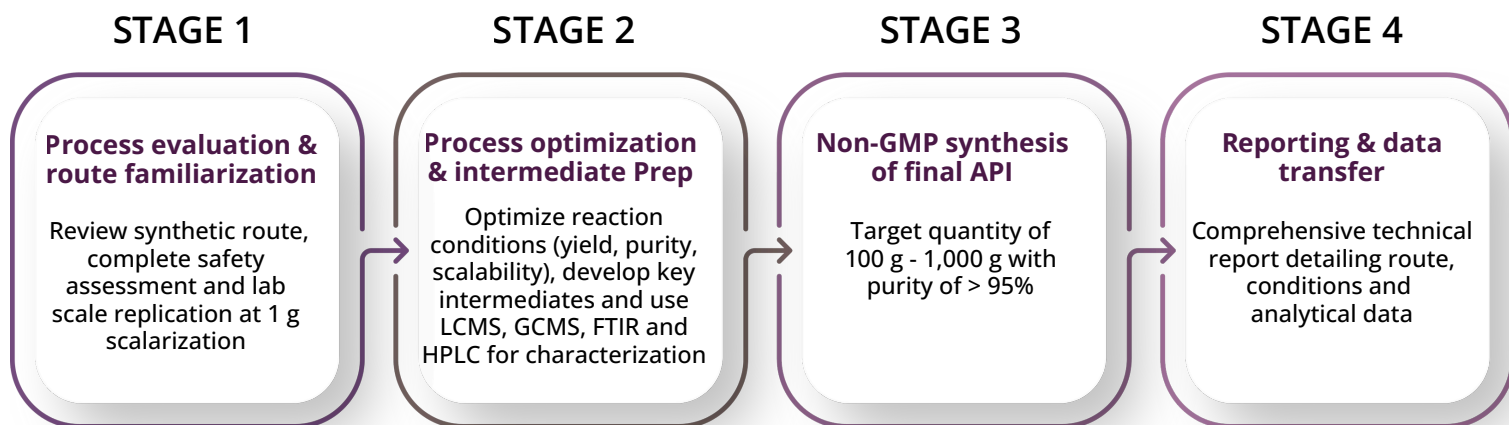 STAGE 1
Process evaluation &
route familiarization
Review synthetic route,
complete safety
assessment and lab
scale replication at 1 g
scalarization
STAGE 2
Process optimization
& intermediate Prep
Optimize reaction
conditions (yield, purity,
scalability), develop key
intermediates and use
LCMS, GCMS, FTIR and
HPLC for characterization
STAGE 3
Non-GMP synthesis
of final API
Target quantity of
100 g - 1,000 g with
purity of > 95%
STAGE 4
Reporting & data
transfer
Comprehensive technical
report detailing route,
conditions and
analytical data